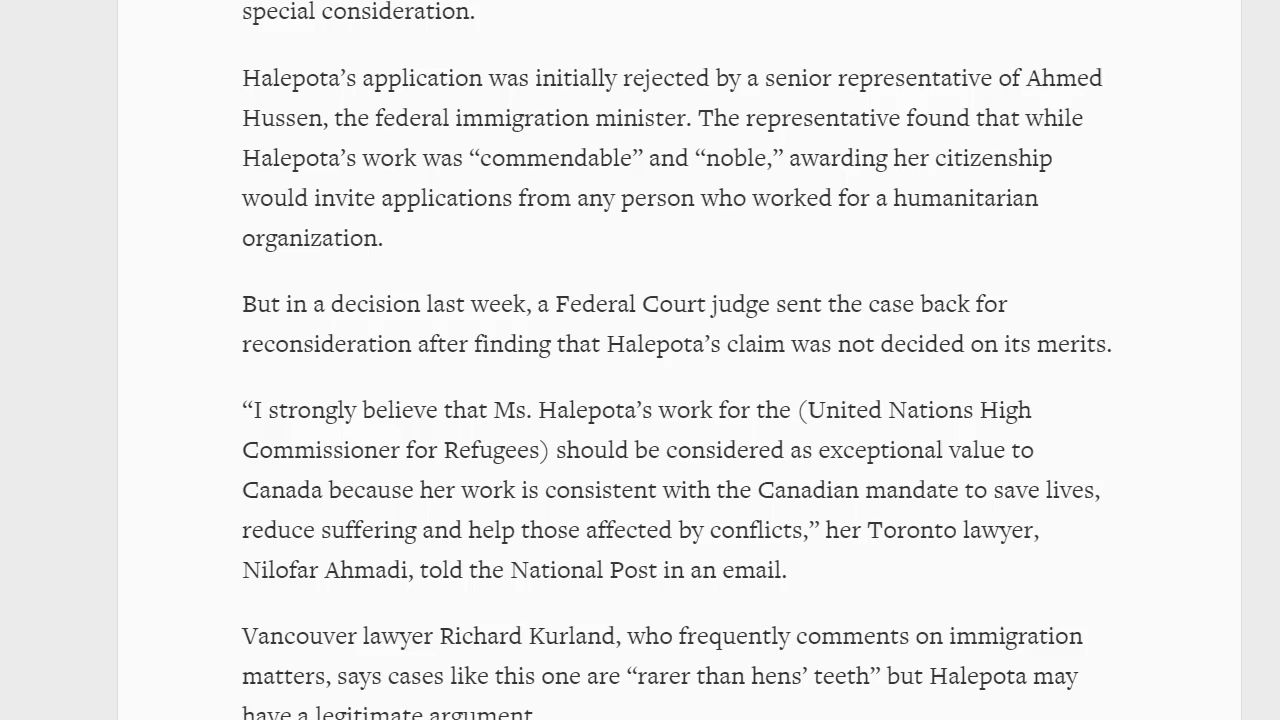 special consideration.
Halepota’s application was initially rejected by a senior representative of Ahmed
Hussen, the federal immigration minister. The representative found that while
Halepota’s work was “commendable” and “noble,” awarding her citizenship
would invite applications from any person who worked for a humanitarian
organization.
But in a decision last week, a Federal Court judge sent the case back for
reconsideration after finding that Halepota’s claim was not decided on its merits.
“I strongly believe that Ms. Halepota’s work for the (United Nations High
Commissioner for Refugees) should be considered as exceptional value to
Canada because her work is consistent with the Canadian mandate to save lives,
reduce suffering and help those affected by conflicts,” her Toronto lawyer,
Nilofar Ahmadi, told the National Post in an email.
Vancouver lawyer Richard Kurland, who frequently comments on immigration
matters, says cases like this one are “rarer than hens’ teeth” but Halepota may
have a legitimate argument